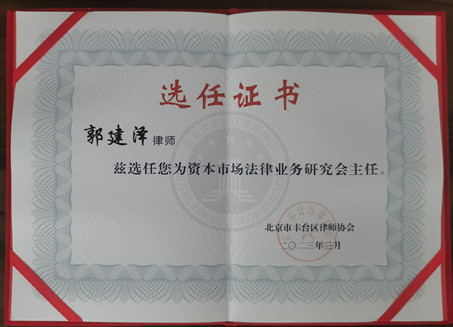 选任证书
郭建泽 律师
兹选任您为资本市场法律业务研究会主任。
北京市丰台区律师协会
二〇二三年三月